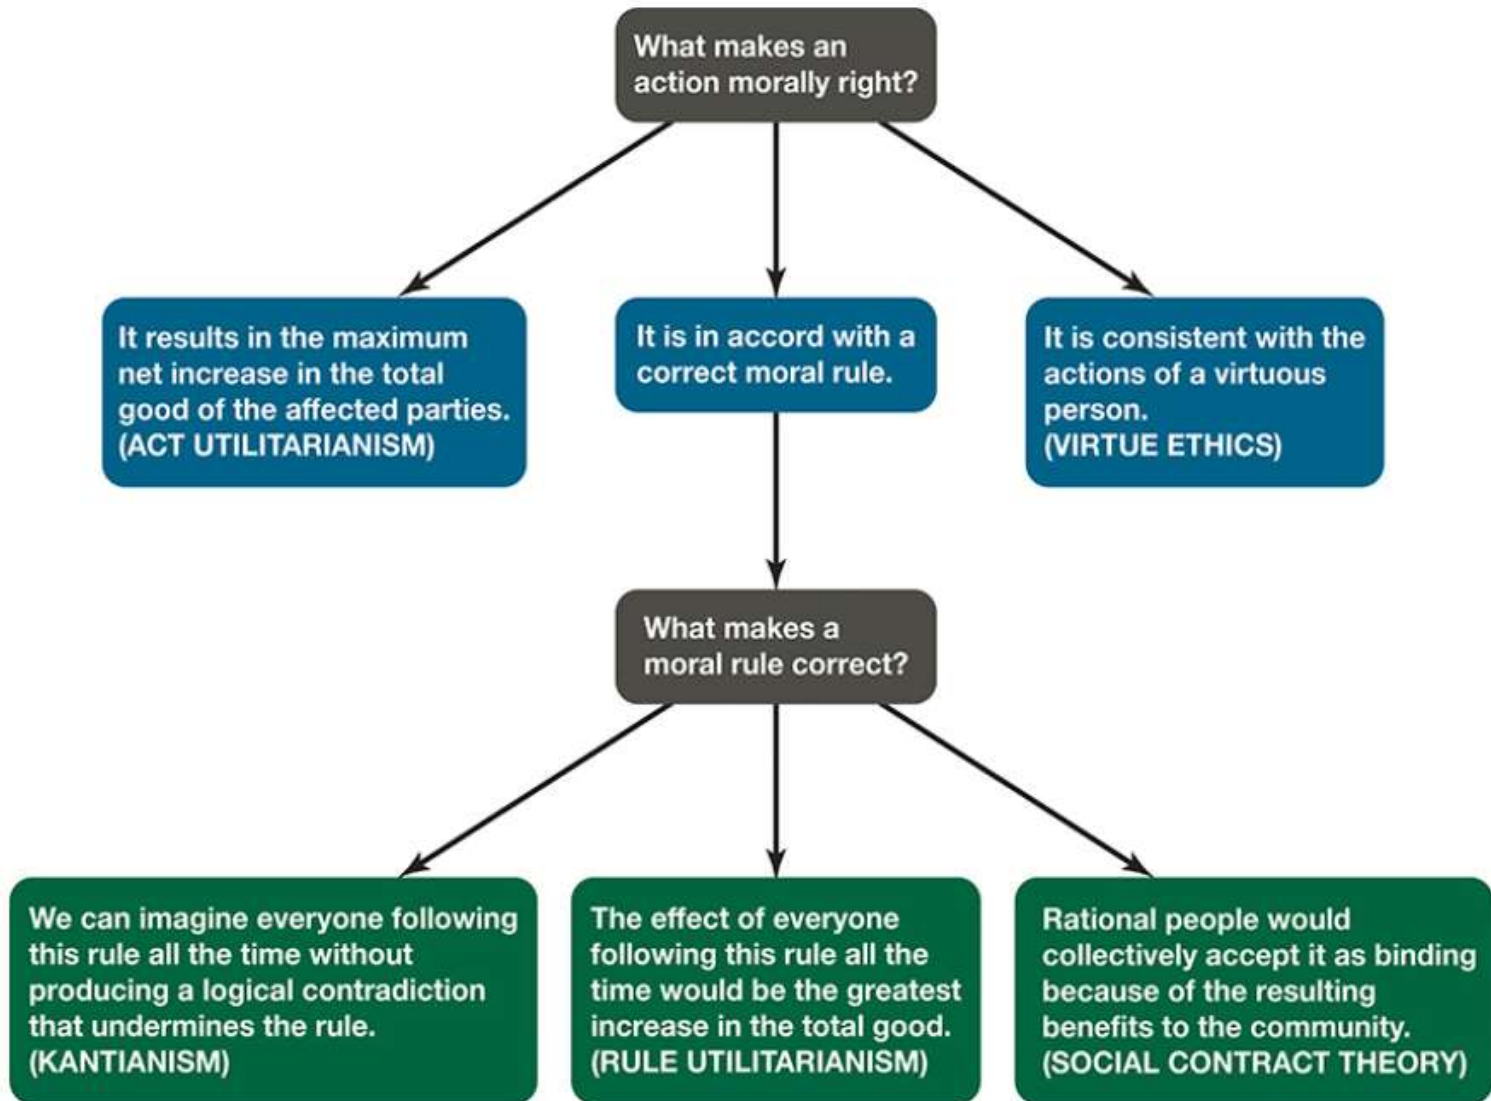 What makes an
action morally right?
It results in the maximum
net increase in the total
good of the affected parties.
(ACT UTILITARIANISM)
It is in accord with a
correct moral rule.
It is consistent with the
actions of a virtuous
person.
(VIRTUE ETHICS)
What makes a
moral rule correct?
We can imagine everyone following
this rule all the time without
producing a logical contradiction
that undermines the rule.
(KANTIANISM)
The effect of everyone
following this rule all the
time would be the greatest
increase in the total good.
(RULE UTILITARIANISM)
Rational people would
collectively accept it as binding
because of the resulting
benefits to the community.
(SOCIAL CONTRACT THEORY)